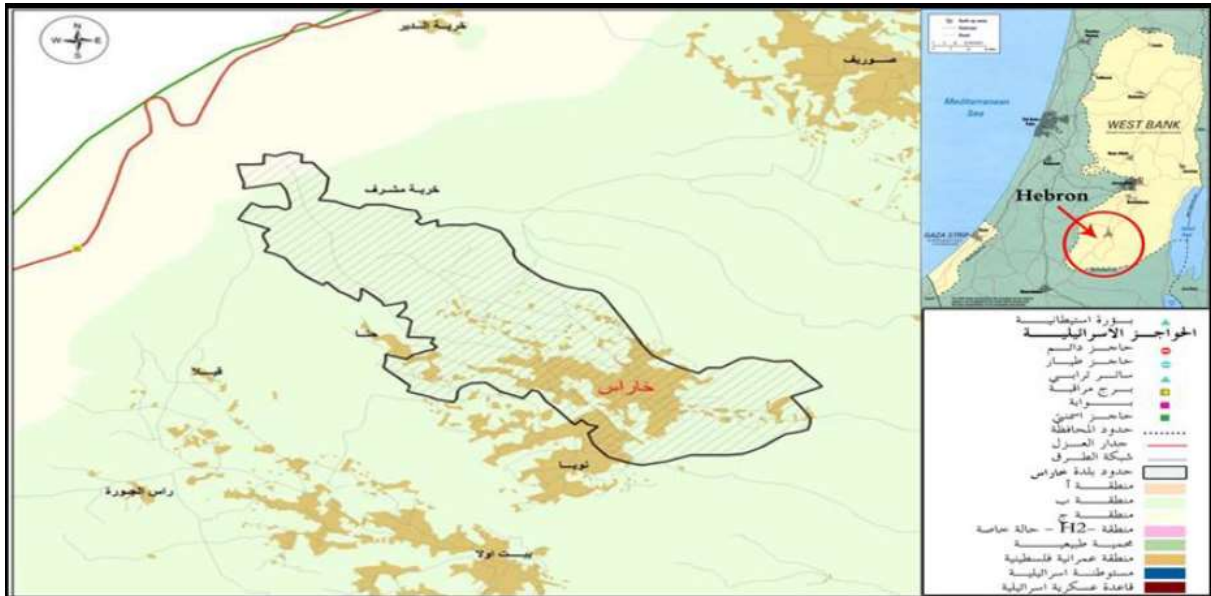 N
W E
S
خربة الدير
صوريف
خربة مشرف
حتا
قيلا
خاراس
نوبا
راس الجورة
بيت اولا
Mediterranean
Sea
WEST BANK
Hebron
GAZA STRIP
بؤرة استيطانية
الحواجز الاسرائيلية
حاجز دائم
حاجز طيار
ساتر ترابي
برج مراقبة
بوابة
حاجز اسمنتي
حدود المحافظة
جدار العزل
شبكة الطرق
حدود بلدة خاراس
منطقة أ
منطقة ب
منطقة ج
منطقة -H2 - حالة خاصة
محمية طبيعية
منطقة عمرانية فلسطينية
مستوطنة اسرائيلية
قاعدة عسكرية اسرائيلية